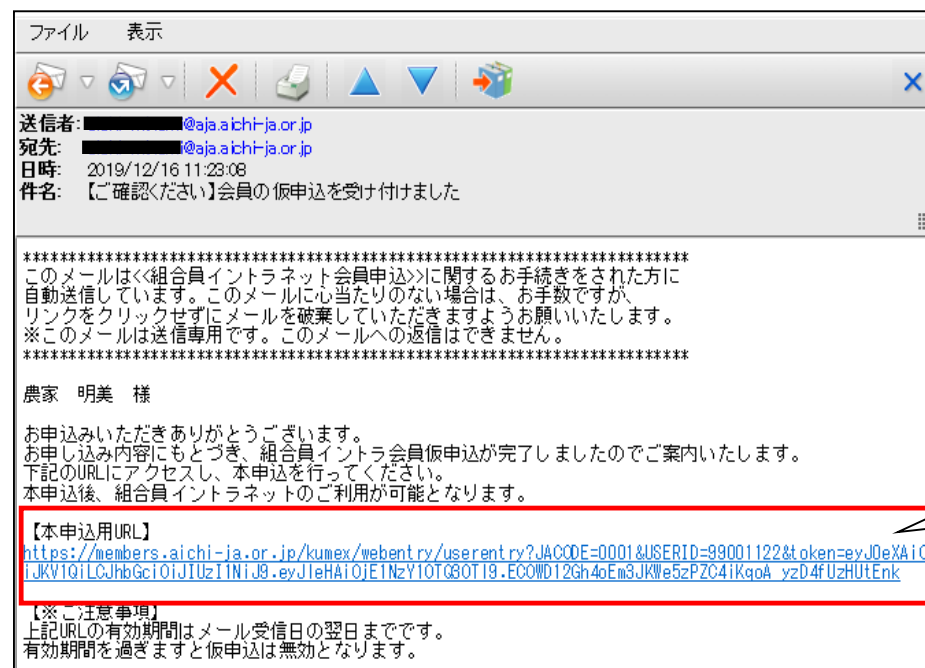 ファイル 表示
送信者: @aja.aichi-ja.or.jp
宛先: i@aja.aichi-ja.or.jp
日時: 2019/12/16 11:23:08
件名: 【ご確認ください】会員の仮申込を受け付けました
**************************************************************************
このメールは<<組合員イントラネット会員申込>>に関するお手続きをされた方に
自動送信しています。このメールに心当たりのない場合は、お手数ですが、
リンクをクリックせずにメールを破棄していただきますようお願いいたします。
※このメールは送信専用です。このメールへの返信はできません。
**************************************************************************
農家 明美 様
お申込みいただきありがとうございます。
お申し込み内容にもとづき、組合員イントラ会員仮申込が完了しましたのでご案内いたします。
下記のURLにアクセスし、本申込を行ってください。
本申込後、組合員イントラネットのご利用が可能となります。
【本申込用URL】
https://members.aichi-ja.or.jp/kumex/webentry/userentry?JACODE=0001&USERID=99001122&token=eyJ0eXAiO
iJKV1QiLCJhbGciOiJIUzI1NiJ9.eyJleHAiOjE1NzY1OTQ3OTl9.ECOWD12Gh4oEm3JKWe5zPZC4iKqoA_yzD4fUzHUtEnk
【※ご注意事項】
上記URLの有効期間はメール受信日の翌日までです。
有効期間を過ぎますと仮申込は無効となります。